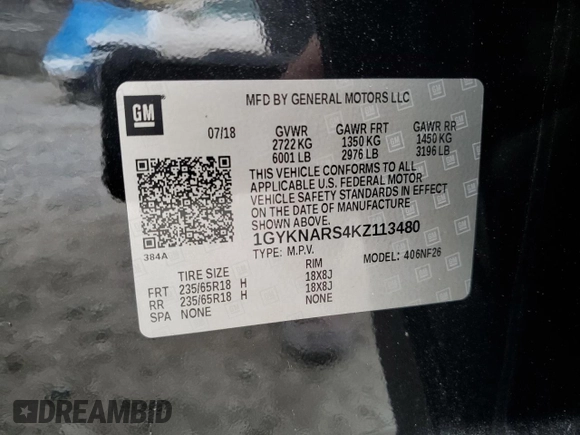 GM
MFD BY GENERAL MOTORS LLC
07/18 GVWR GAWR FRT GAWR RR
2722 KG 1350 KG 1450 KG
6001 LB 2976 LB 3196 LB
THIS VEHICLE CONFORMS TO ALL
APPLICABLE U.S. FEDERAL MOTOR
VEHICLE SAFETY STANDARDS IN EFFECT
ON THE DATE OF MANUFACTURE
SHOWN ABOVE.
1GYKNARS4KZ113480
384A TYPE: M.P.V. MODEL: 406NF26
TIRE SIZE RIM
FRT 235/65R18 H 18X8J
RR 235/65R18 H 18X8J
SPA NONE NONE
DREAMBID